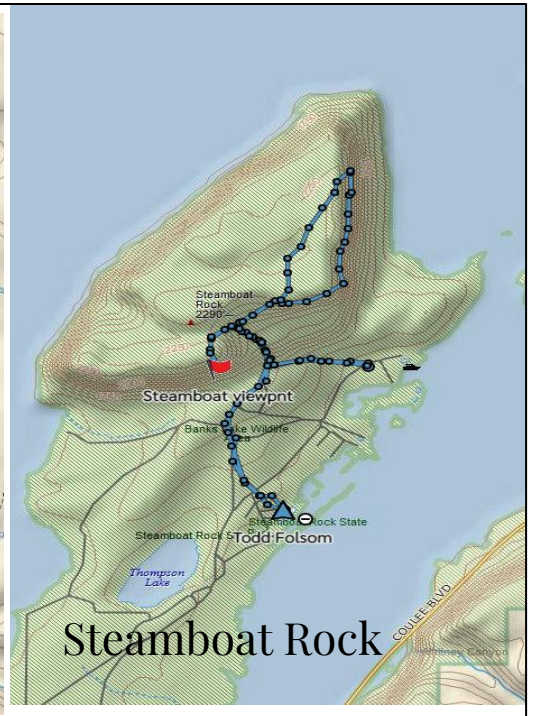 Steamboat
Rock
2290'
Steamboat viewpnt
Banks Lake Wildlife
Area
Steamboat Rock State
Steamboat Rock S
Todd Folsom
Thompson
Lake
COULEE BLVD
Steamboat Rock